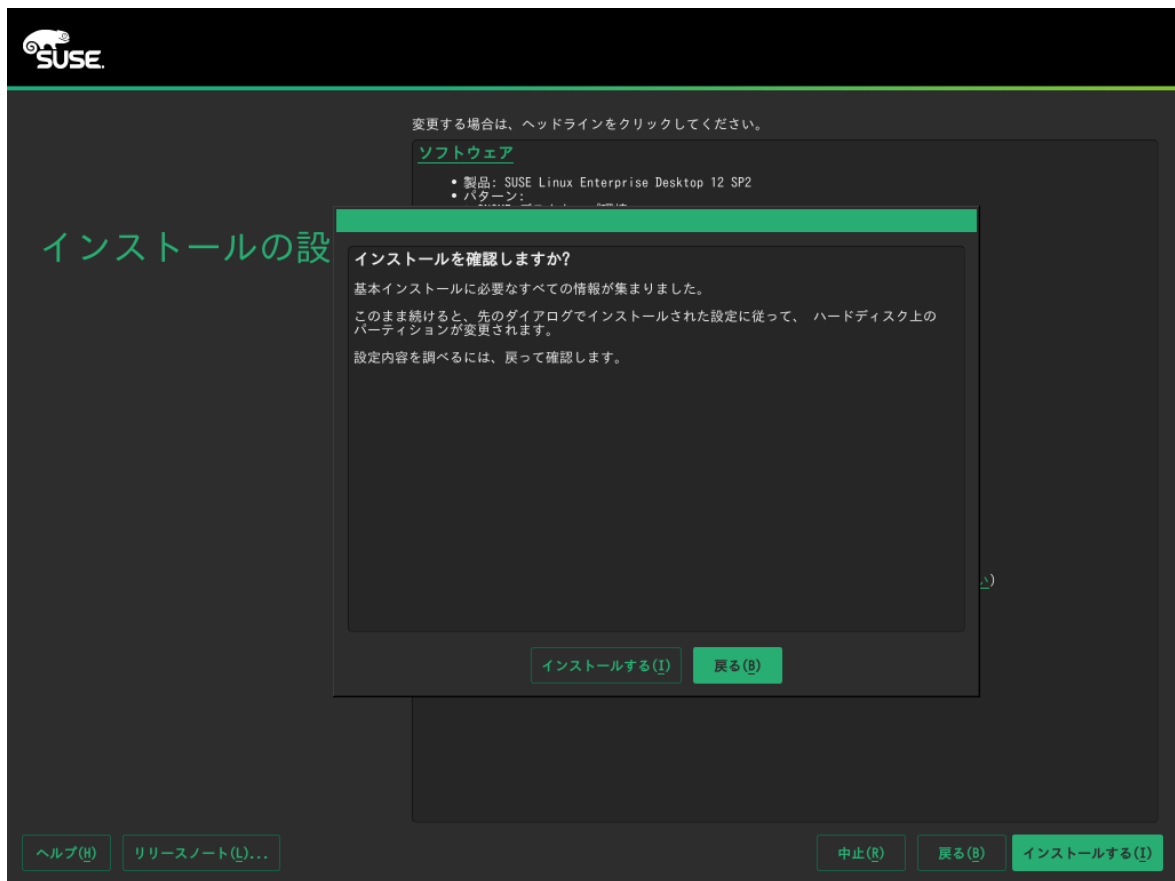 SUSE.
変更する場合は、ヘッドラインをクリックしてください。
ソフトウェア
• 製品: SUSE Linux Enterprise Desktop 12 SP2
• パターン:
インストールの設
インストールを確認しますか?
基本インストールに必要なすべての情報が集まりました。
このまま続けると、先のダイアログでインストールされた設定に従って、 ハードディスク上の
パーティションが変更されます。
設定内容を調べるには、戻って確認します。
い)
インストールする(I)
戻る(B)
ヘルプ(H)
リリースノート(L)...
中止(R)
戻る(B)
インストールする(I)